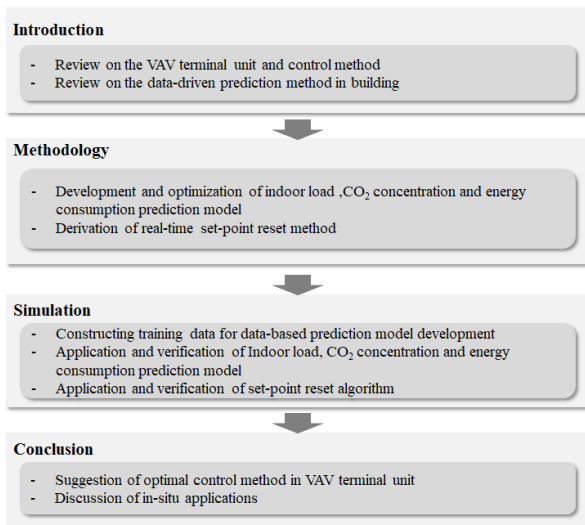 Introduction
- Review on the VAV terminal unit and control method
- Review on the data-driven prediction method in building
Methodology
- Development and optimization of indoor load ,CO₂ concentration and energy
consumption prediction model
- Derivation of real-time set-point reset method
Simulation
- Constructing training data for data-based prediction model development
- Application and verification of Indoor load, CO₂ concentration and energy
consumption prediction model
- Application and verification of set-point reset algorithm
Conclusion
- Suggestion of optimal control method in VAV terminal unit
- Discussion of in-situ applications